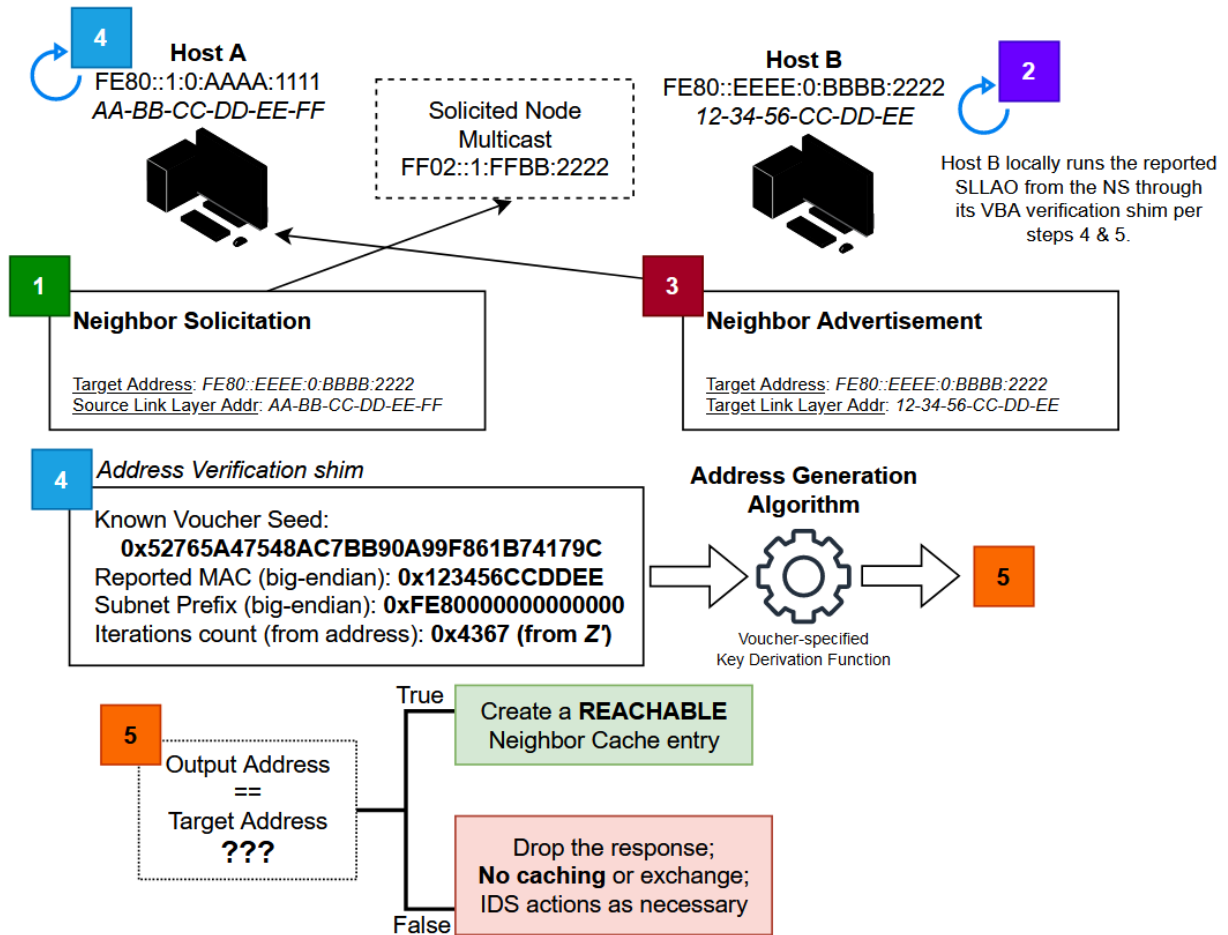 4
Host A
FE80::1:0:AAAA:1111
AA-BB-CC-DD-EE-FF
Solicited Node
Multicast
FF02::1:FFBB:2222
Host B
FE80::EEEE:0:BBBB:2222
12-34-56-CC-DD-EE
2
Host B locally runs the reported
SLLAO from the NS through
its VBA verification shim per
steps 4 & 5.
1
Neighbor Solicitation
Target Address: FE80::EEEE:0:BBBB:2222
Source Link Layer Addr: AA-BB-CC-DD-EE-FF
3
Neighbor Advertisement
Target Address: FE80::EEEE:0:BBBB:2222
Target Link Layer Addr: 12-34-56-CC-DD-EE
4
Address Verification shim
Known Voucher Seed:
0x52765A47548AC7BB90A99F861B74179C
Reported MAC (big-endian): 0x123456CCDDEE
Subnet Prefix (big-endian): 0xFE80000000000000
Iterations count (from address): 0x4367 (from Z')
Address Generation
Algorithm
Voucher-specified
Key Derivation Function
5
5
Output Address
==
Target Address
???
True
Create a REACHABLE
Neighbor Cache entry
False
Drop the response;
No caching or exchange;
IDS actions as necessary